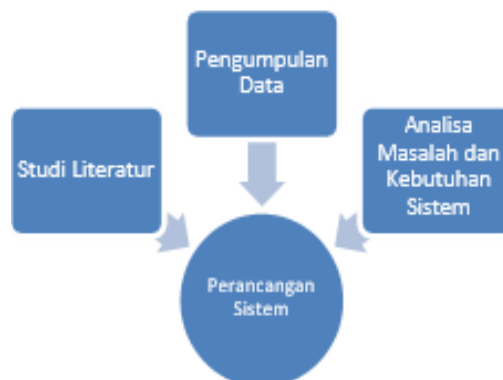 Pengumpulan
Data
Studi Literatur
Analisa
Masalah dan
Kebutuhan
Sistem
Perancangan
Sistem